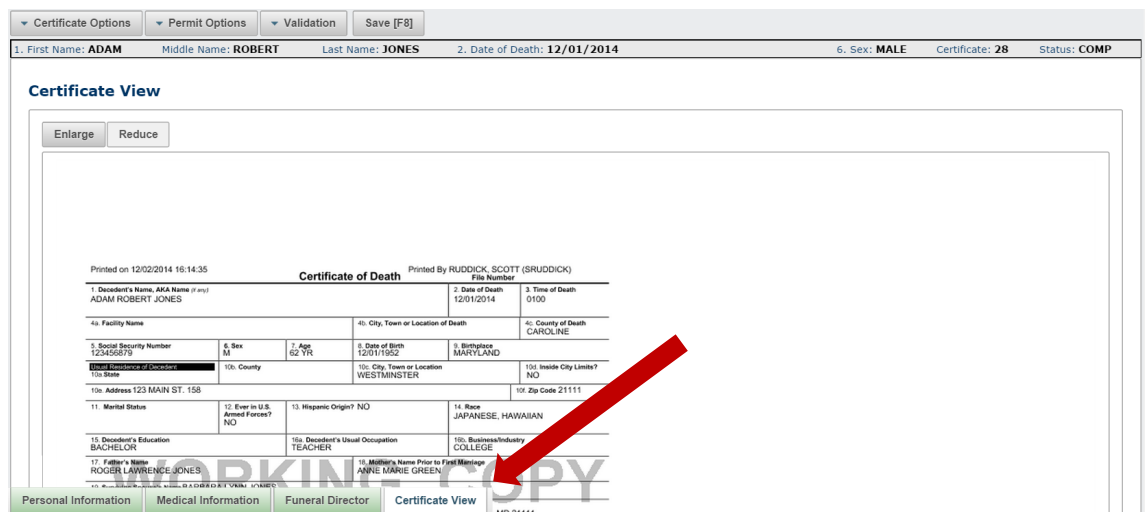 Certificate Options Permit Options Validation Save [F8]
1. First Name: ADAM Middle Name: ROBERT Last Name: JONES 2. Date of Death: 12/01/2014 6. Sex: MALE Certificate: 28 Status: COMP
Certificate View
Enlarge Reduce
Printed on 12/02/2014 16:14:35 Certificate of Death Printed By RUDDICK, SCOTT (SRUDDICK)
File Number
1. Decedent's Name, AKA Name (if any) 2. Date of Death 3. Time of Death
ADAM ROBERT JONES 12/01/2014 0100
4a. Facility Name 4b. City, Town or Location of Death 4c. County of Death
CAROLINE
5. Social Security Number 6. Sex 7. Age 8. Date of Birth 9. Birthplace
123456879 M 62 YR 12/01/1952 MARYLAND
Usual Residence of Decedent 10b. County 10c. City, Town or Location 10d. Inside City Limits?
10a State WESTMINSTER NO
10e. Address 123 MAIN ST. 158 10f. Zip Code 21111
11. Marital Status 12. Ever in U.S. 13. Hispanic Origin? NO 14. Race
Armed Forces? JAPANESE, HAWAIIAN
NO
15. Decedent's Education 16a. Decedent's Usual Occupation 16b. Business/Industry
BACHELOR TEACHER COLLEGE
17. Father's Name 18. Mother's Name Prior to First Marriage
ROGER LAWRENCE JONES ANNE MARIE GREEN
WORKING COPY
Personal Information Medical Information Funeral Director Certificate View